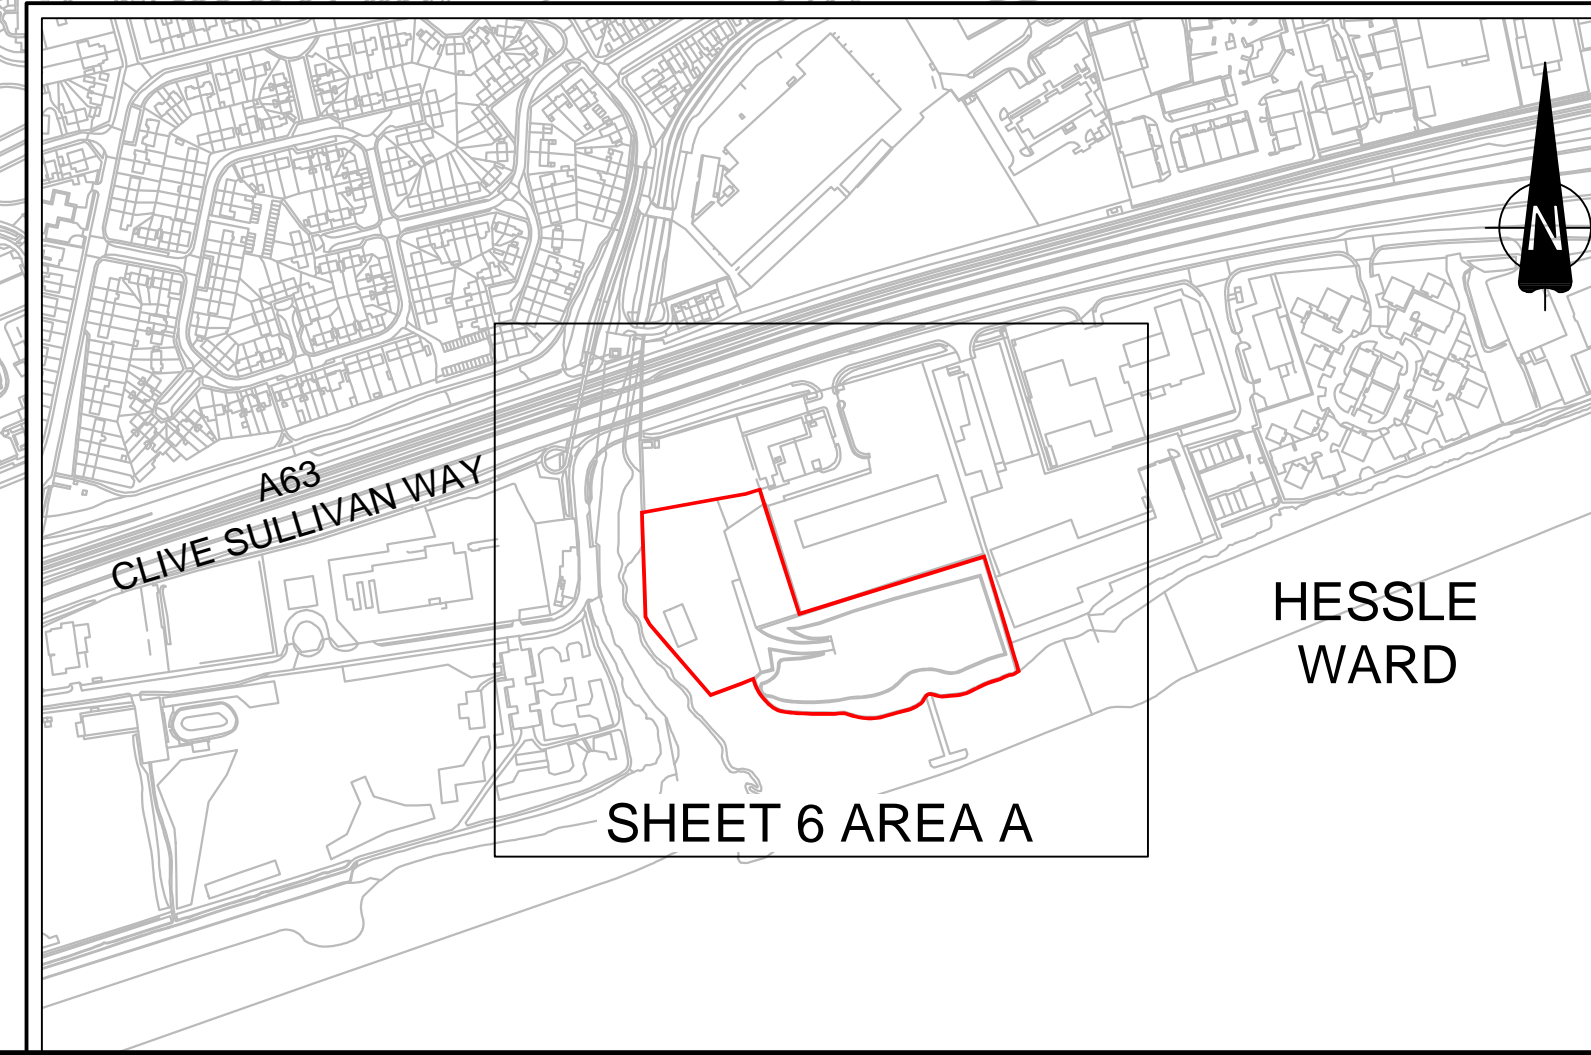 N
A63
CLIVE SULLIVAN WAY
HESSLE
WARD
SHEET 6 AREA A